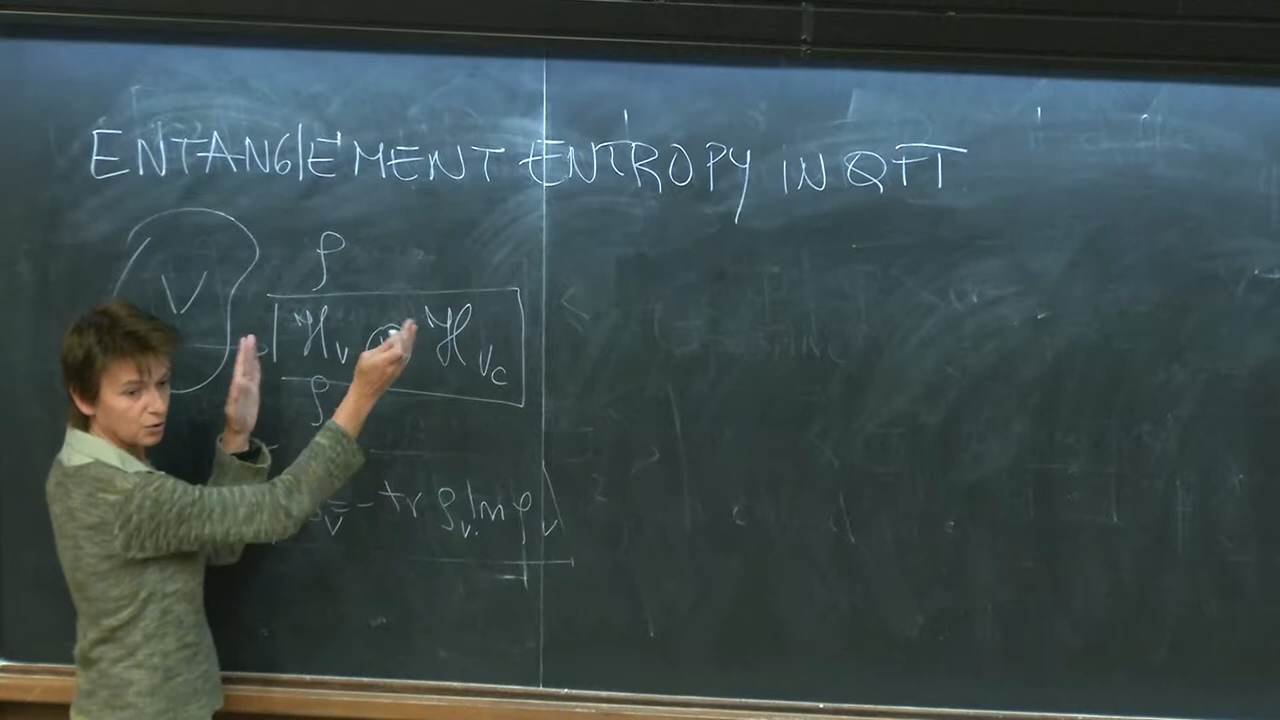 ENTANGLEMENT ENTROPY IN QFT
V
ρ
ℋ_V ⊗ ℋ_{V_C}
ρ
= - tr ρ_V ln ρ_V